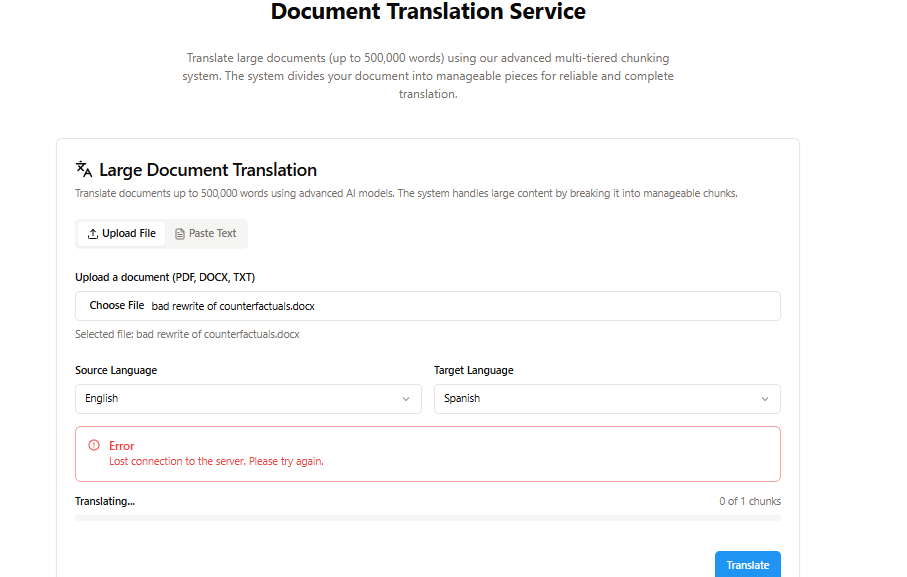 Document Translation Service
Translate large documents (up to 500,000 words) using our advanced multi-tiered chunking
system. The system divides your document into manageable pieces for reliable and complete
translation.
Large Document Translation
Translate documents up to 500,000 words using advanced AI models. The system handles large content by breaking it into manageable chunks.
Upload File
Paste Text
Upload a document (PDF, DOCX, TXT)
Choose File bad rewrite of counterfactuals.docx
Selected file: bad rewrite of counterfactuals.docx
Source Language
Target Language
English
Spanish
Error
Lost connection to the server. Please try again.
Translating...
0 of 1 chunks
Translate